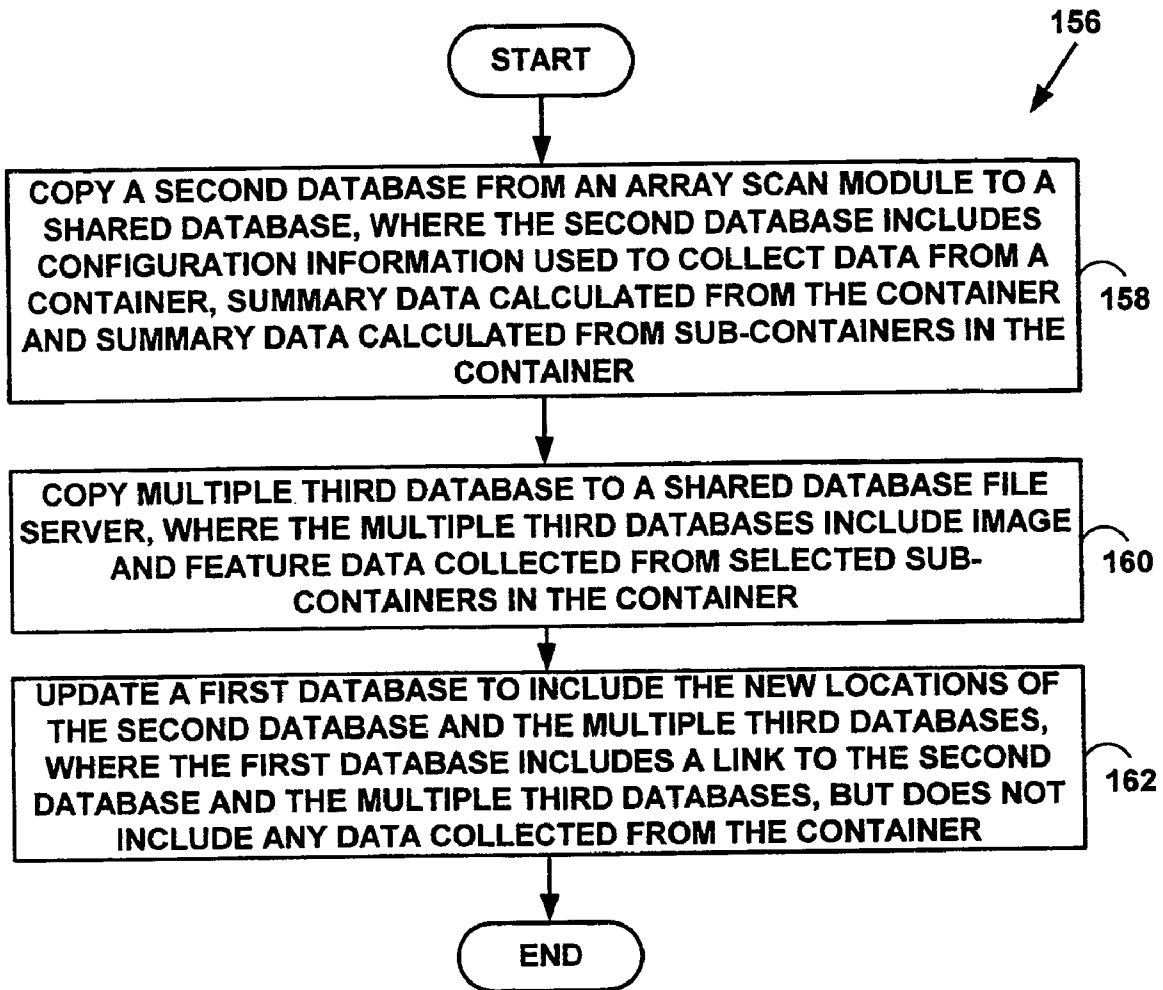 156
START
COPY A SECOND DATABASE FROM AN ARRAY SCAN MODULE TO A
SHARED DATABASE, WHERE THE SECOND DATABASE INCLUDES
CONFIGURATION INFORMATION USED TO COLLECT DATA FROM A
CONTAINER, SUMMARY DATA CALCULATED FROM THE CONTAINER
AND SUMMARY DATA CALCULATED FROM SUB-CONTAINERS IN THE
CONTAINER
158
COPY MULTIPLE THIRD DATABASE TO A SHARED DATABASE FILE
SERVER, WHERE THE MULTIPLE THIRD DATABASES INCLUDE IMAGE
AND FEATURE DATA COLLECTED FROM SELECTED SUB-
CONTAINERS IN THE CONTAINER
160
UPDATE A FIRST DATABASE TO INCLUDE THE NEW LOCATIONS OF
THE SECOND DATABASE AND THE MULTIPLE THIRD DATABASES,
WHERE THE FIRST DATABASE INCLUDES A LINK TO THE SECOND
DATABASE AND THE MULTIPLE THIRD DATABASES, BUT DOES NOT
INCLUDE ANY DATA COLLECTED FROM THE CONTAINER
162
END